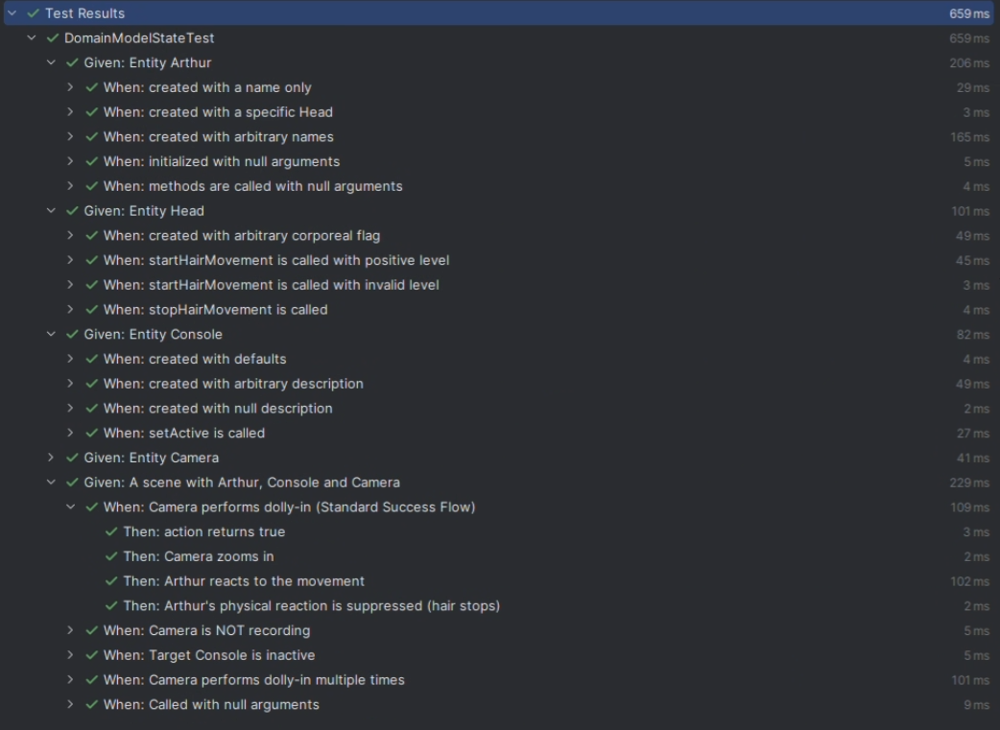 Test Results 659 ms
DomainModelStateTest 659 ms
Given: Entity Arthur 206 ms
When: created with a name only 29 ms
When: created with a specific Head 3 ms
When: created with arbitrary names 165 ms
When: initialized with null arguments 5 ms
When: methods are called with null arguments 4 ms
Given: Entity Head 101 ms
When: created with arbitrary corporeal flag 49 ms
When: startHairMovement is called with positive level 45 ms
When: startHairMovement is called with invalid level 3 ms
When: stopHairMovement is called 4 ms
Given: Entity Console 82 ms
When: created with defaults 4 ms
When: created with arbitrary description 49 ms
When: created with null description 2 ms
When: setActive is called 27 ms
Given: Entity Camera 41 ms
Given: A scene with Arthur, Console and Camera 229 ms
When: Camera performs dolly-in (Standard Success Flow) 109 ms
Then: action returns true 3 ms
Then: Camera zooms in 2 ms
Then: Arthur reacts to the movement 102 ms
Then: Arthur's physical reaction is suppressed (hair stops) 2 ms
When: Camera is NOT recording 5 ms
When: Target Console is inactive 5 ms
When: Camera performs dolly-in multiple times 101 ms
When: Called with null arguments 9 ms